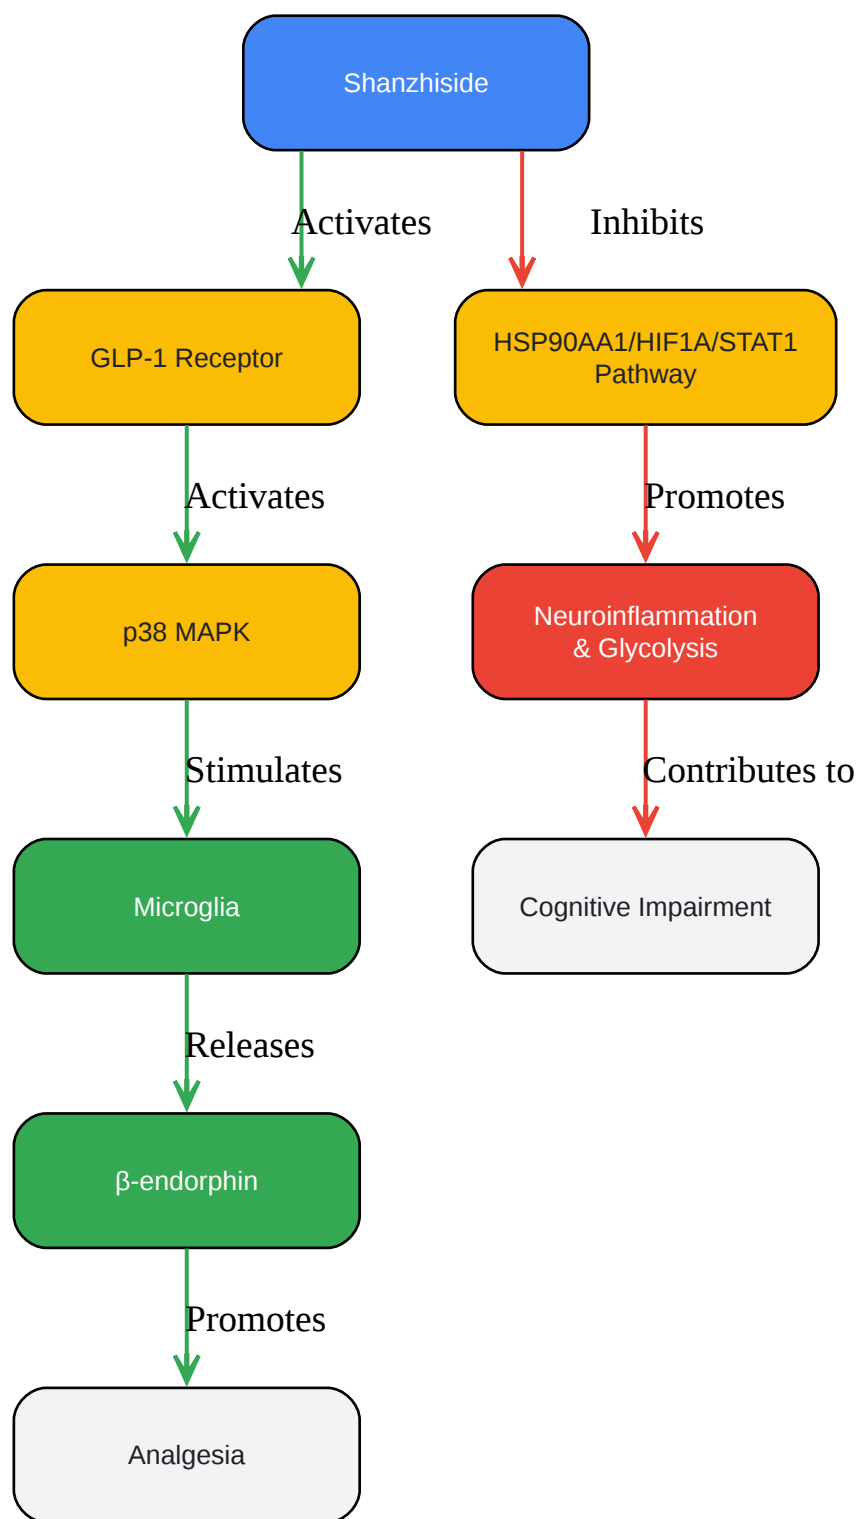 Shanzhiside
Activates
Inhibits
GLP-1 Receptor
HSP90AA1/HIF1A/STAT1
Pathway
Activates
Promotes
p38 MAPK
Neuroinflammation
& Glycolysis
Stimulates
Contributes to
Microglia
Cognitive Impairment
Releases
β-endorphin
Promotes
Analgesia